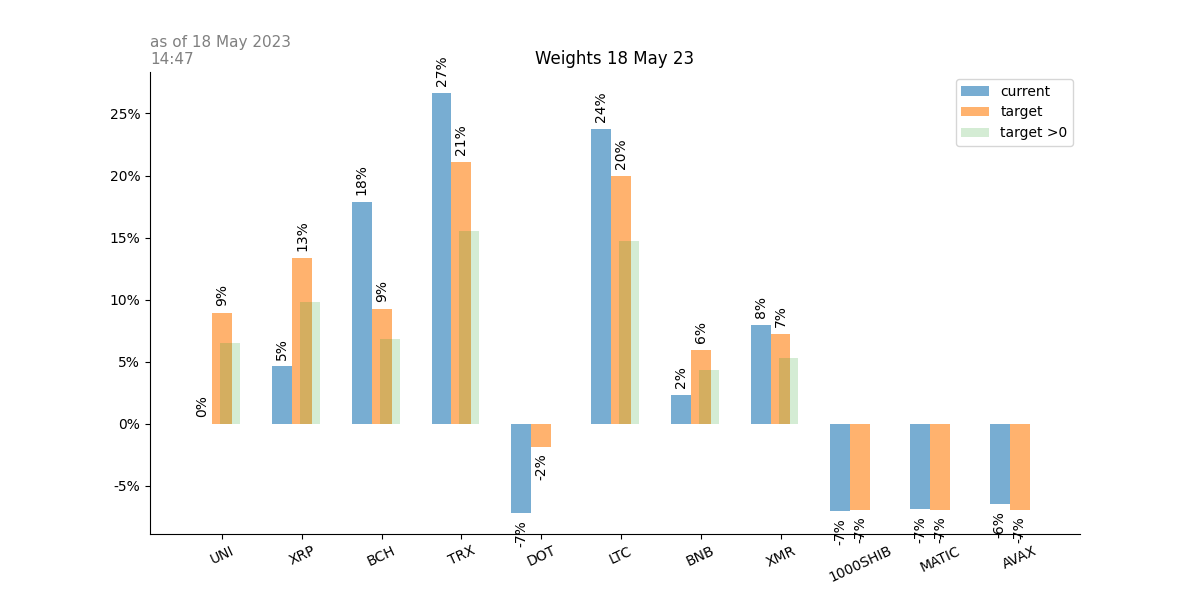 as of 18 May 2023
14:47
Weights 18 May 23
current
target
target >0
25%
20%
15%
10%
5%
0%
-5%
0%
9%
5%
13%
18%
9%
27%
21%
-7%
-2%
24%
20%
2%
6%
8%
7%
-7%
-7%
-7%
-7%
-6%
-7%
UNI
XRP
BCH
TRX
DOT
LTC
BNB
XMR
1000SHIB
MATIC
AVAX